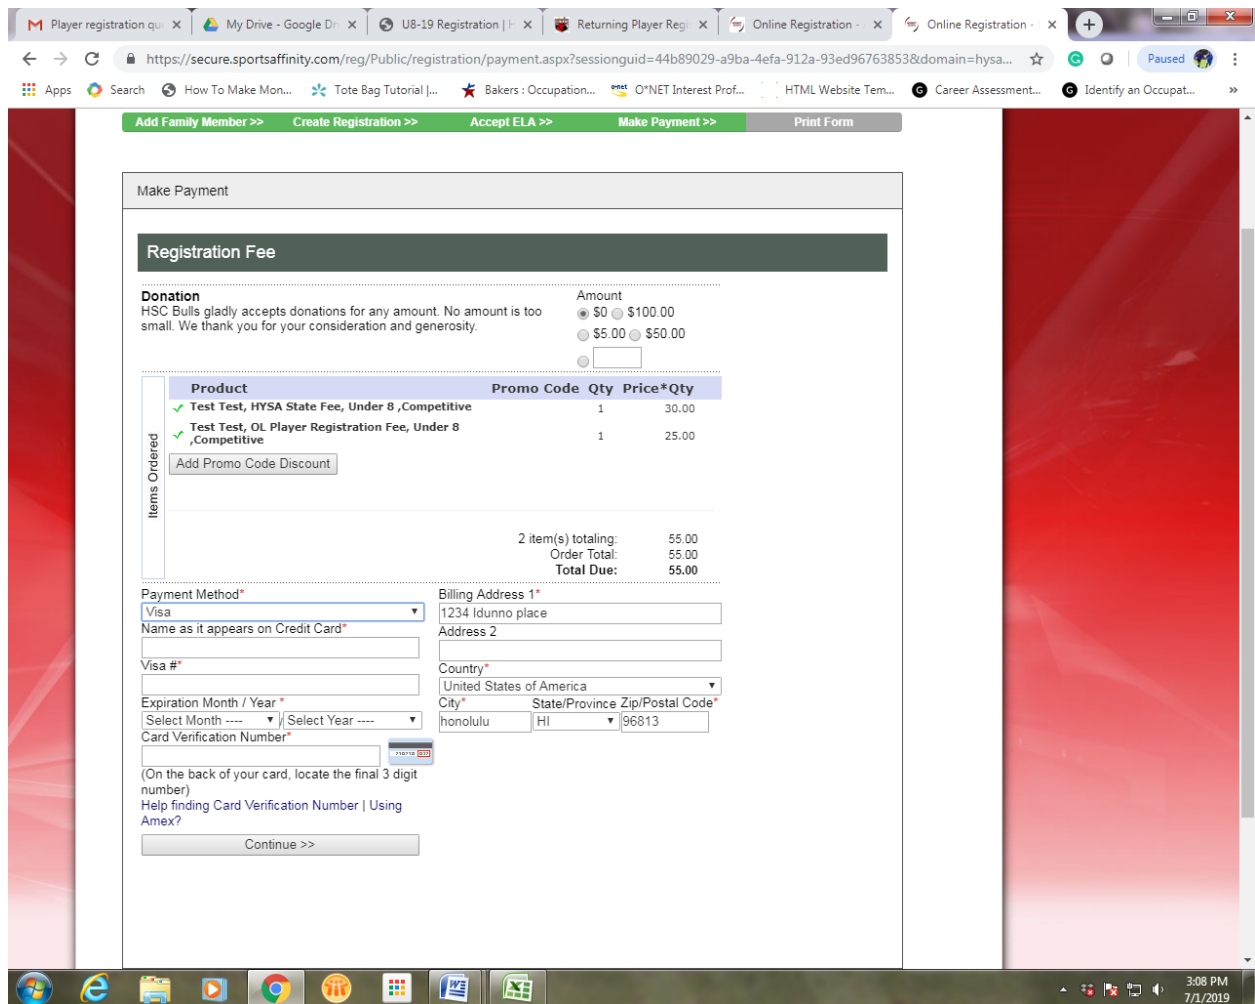 Player registration qu
My Drive - Google Dr
U8-19 Registration | H
Returning Player Regi
Online Registration -
Online Registration -
https://secure.sportsaffinity.com/reg/Public/registration/payment.aspx?sessionguid=44b89029-a9ba-4efa-912a-93ed96763853&domain=hysa...
Paused
Apps
Search
How To Make Mon...
Tote Bag Tutorial |...
Bakers : Occupation...
O*NET Interest Prof...
HTML Website Tem...
Career Assessment...
Identify an Occupat...
»
Add Family Member >> Create Registration >> Accept ELA >> Make Payment >> Print Form
Make Payment
Registration Fee
Donation
HSC Bulls gladly accepts donations for any amount. No amount is too
small. We thank you for your consideration and generosity.
Amount
$0 $100.00
$5.00 $50.00
Items Ordered
Product Promo Code Qty Price*Qty
Test Test, HYSA State Fee, Under 8 ,Competitive 1 30.00
Test Test, OL Player Registration Fee, Under 8
,Competitive 1 25.00
Add Promo Code Discount
2 item(s) totaling: 55.00
Order Total: 55.00
Total Due: 55.00
Payment Method*
Visa
Name as it appears on Credit Card*
Visa #*
Expiration Month / Year *
Select Month ---- / Select Year ----
Card Verification Number*
(On the back of your card, locate the final 3 digit
number)
Help finding Card Verification Number | Using
Amex?
Continue >>
Billing Address 1*
1234 Idunno place
Address 2
Country*
United States of America
City* State/Province Zip/Postal Code*
honolulu HI 96813
3:08 PM
7/1/2019